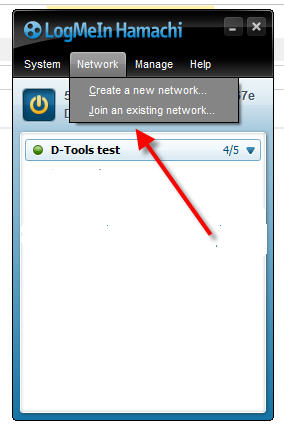 LogMeIn Hamachi
System Network Manage Help
Create a new network...
Join an existing network...
D-Tools test 4/5